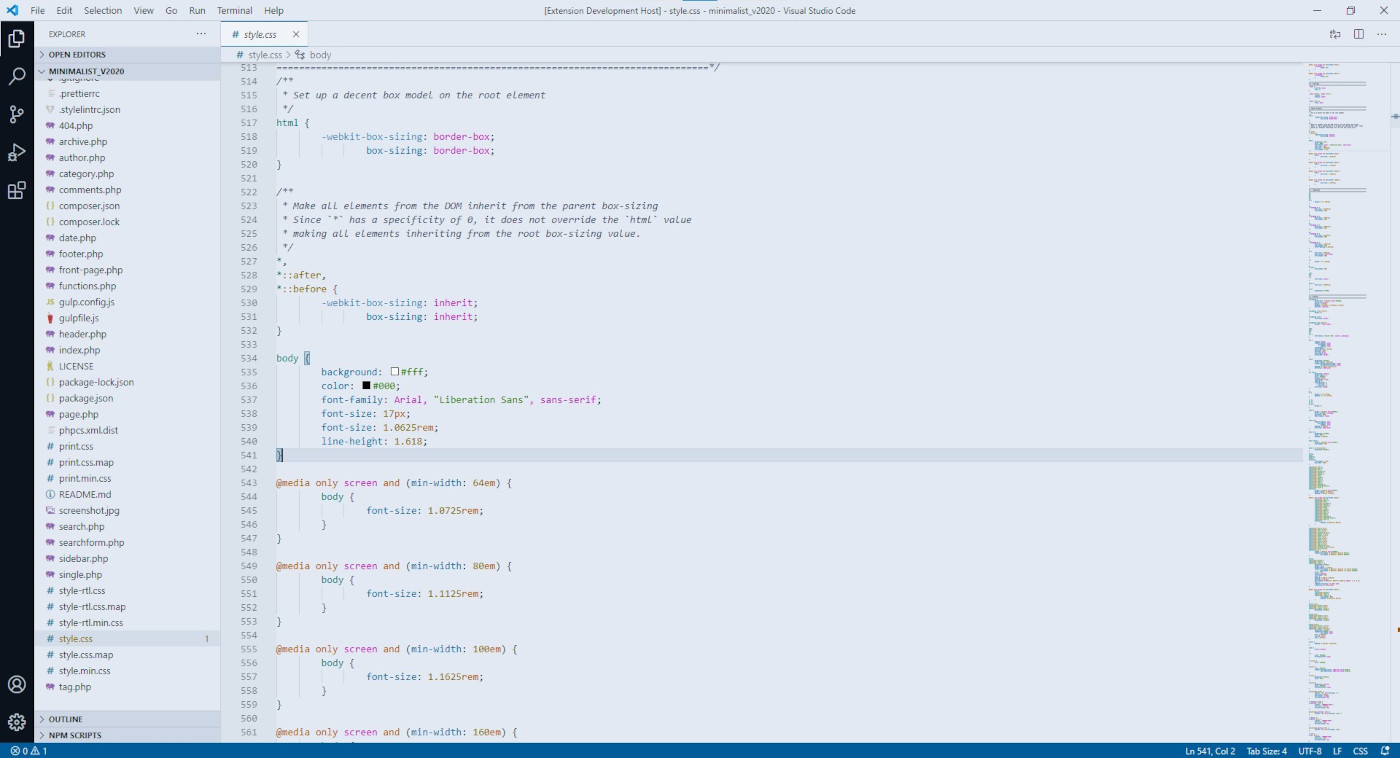 File Edit Selection View Go Run Terminal Help
[Extension Development Host] - style.css - minimalist_v2020 - Visual Studio Code
EXPLORER
OPEN EDITORS
MINIMALIST_V2020
.gitignore
.prettierrc
.stylelintrc.json
404.php
archive.php
author.php
category.php
comments.php
composer.json
composer.lock
date.php
footer.php
front-page.php
functions.php
JS gulp.config.js
gulpfile.js
header.php
index.php
LICENSE
package-lock.json
package.json
page.php
phpcs.xml.dist
# print.css
# print.css.map
# print.min.css
README.md
screenshot.jpg
search.php
searchform.php
sidebar.php
single.php
# style-rtl.css
# style-rtl.css.map
# style-rtl.min.css
# style.css 1
# style.css.map
# style.min.css
tag.php
OUTLINE
NPM SCRIPTS
# style.css
# style.css > body
513 =============================================================================*/
514 /**
515  * Set up a decent box model on the root element
516  */
517 html {
518 -webkit-box-sizing: border-box;
519 box-sizing: border-box;
520 }
521
522 /**
523  * Make all elements from the DOM inherit from the parent box-sizing
524  * Since `*` has a specificity of 0, it does not override the `html` value
525  * making all elements inheriting from the root box-sizing value.
526  */
527 *,
528 *::after,
529 *::before {
530 -webkit-box-sizing: inherit;
531 box-sizing: inherit;
532 }
533
534 body {
535 background: #fff;
536 color: #000;
537 font-family: Arial, "Liberation Sans", sans-serif;
538 font-size: 17px;
539 font-size: 1.0625rem;
540 line-height: 1.618;
541 }
542
543 @media only screen and (min-width: 64em) {
544 body {
545 font-size: 1.0725rem;
546 }
547 }
548
549 @media only screen and (min-width: 80em) {
550 body {
551 font-size: 1.1125rem;
552 }
553 }
554
555 @media only screen and (min-width: 100em) {
556 body {
557 font-size: 1.1625rem;
558 }
559 }
560
561 @media only screen and (min-width: 160em) {
0 1
Ln 541, Col 2 Tab Size: 4 UTF-8 LF CSS